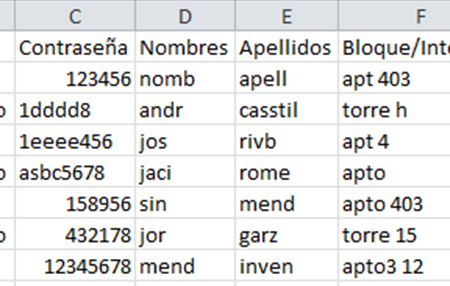 C D E F
Contraseña Nombres Apellidos Bloque/Inte
123456 nomb apell apt 403
o 1dddd8 andr casstil torre h
1eeee456 jos rivb apt 4
o asbc5678 jaci rome apto
158956 sin mend apto 403
o 432178 jor garz torre 15
12345678 mend inven apto3 12